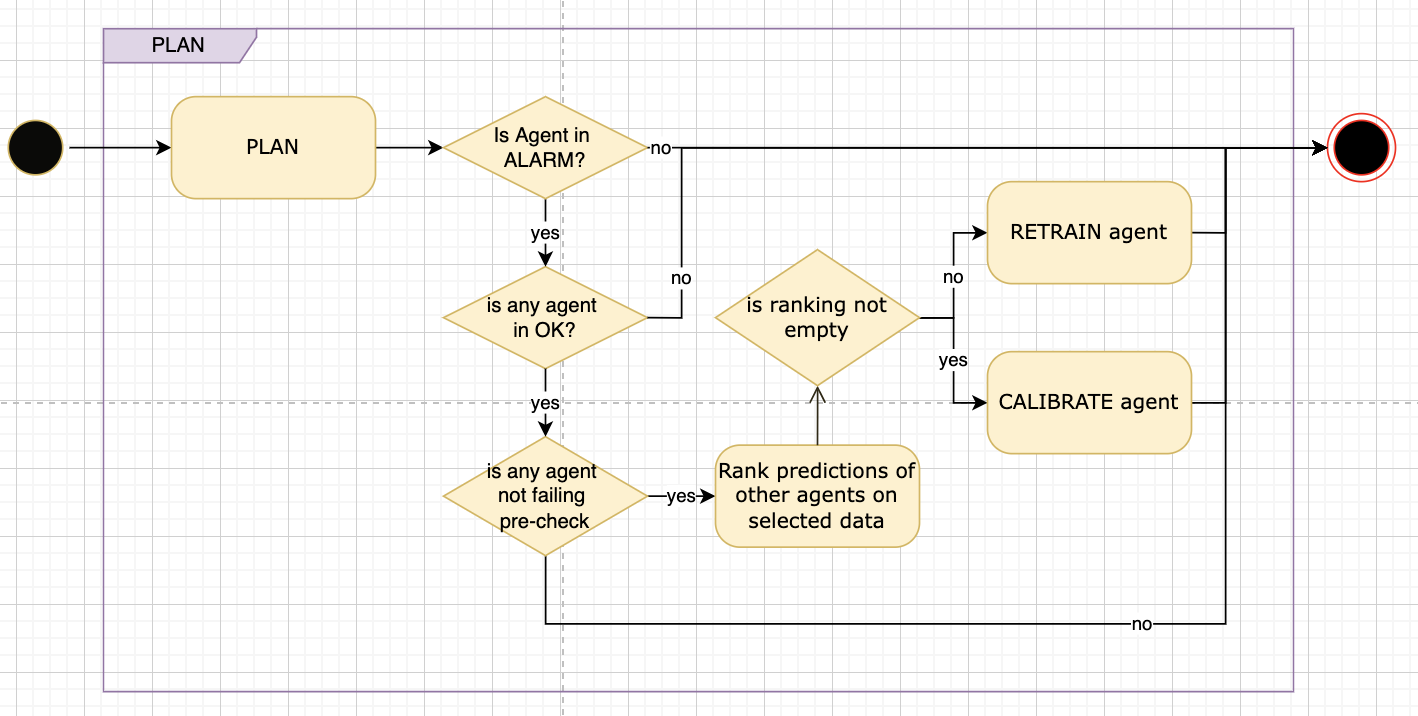 PLAN
PLAN
Is Agent in
ALARM?
no
yes
is any agent
in OK?
no
yes
is any agent
not failing
pre-check
yes
Rank predictions of
other agents on
selected data
is ranking not
empty
no
yes
RETRAIN agent
CALIBRATE agent
no